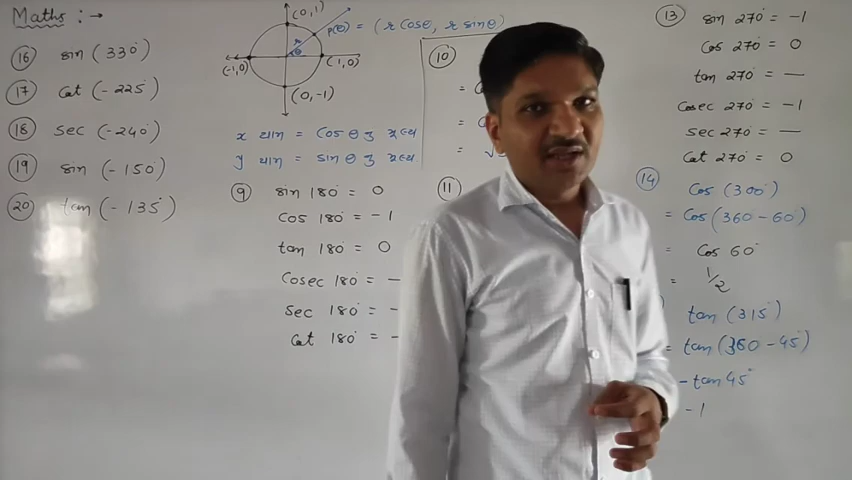 Maths :→
(16) sin (330°)
(17) cot (-225°)
(18) sec (-240°)
(19) sin (-150°)
(20) tan (-135°)
(0,1)
P(θ) = (r cosθ, r sinθ)
r
θ
(-1,0)
(1,0)
(0,-1)
x यान = cosθ નુ મૂલ્ય
y યાન = sinθ નુ મૂલ્ય
(9) sin 180° = 0
cos 180° = -1
tan 180° = 0
cosec 180° = -
sec 180° = -
cot 180° = -
(10)
=
=
= √
(11)
(13) sin 270° = -1
cos 270° = 0
tan 270° = —
cosec 270° = -1
sec 270° = —
cot 270° = 0
(14) cos (300°)
= cos (360 - 60°)
cos 60°
= 1/2
tan (315°)
= tan (360 - 45°)
- tan 45°
-1